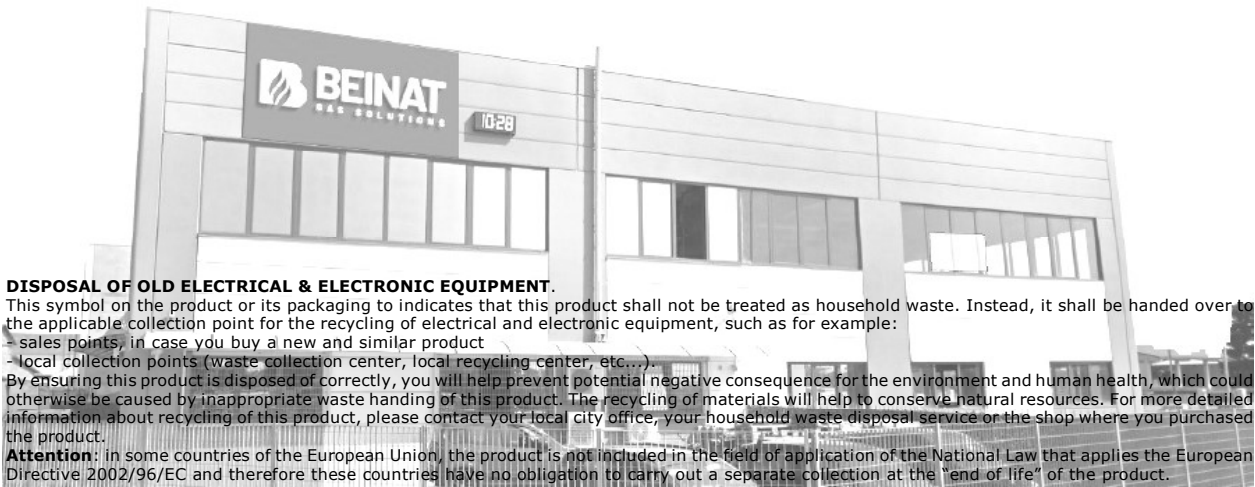 BEINAT
GAS SOLUTIONS
10:28
DISPOSAL OF OLD ELECTRICAL & ELECTRONIC EQUIPMENT.
This symbol on the product or its packaging to indicates that this product shall not be treated as household waste. Instead, it shall be handed over to
the applicable collection point for the recycling of electrical and electronic equipment, such as for example:
- sales points, in case you buy a new and similar product
- local collection points (waste collection center, local recycling center, etc...).
By ensuring this product is disposed of correctly, you will help prevent potential negative consequence for the environment and human health, which could
otherwise be caused by inappropriate waste handing of this product. The recycling of materials will help to conserve natural resources. For more detailed
information about recycling of this product, please contact your local city office, your household waste disposal service or the shop where you purchased
the product.
Attention: in some countries of the European Union, the product is not included in the field of application of the National Law that applies the European
Directive 2002/96/EC and therefore these countries have no obligation to carry out a separate collection at the "end of life" of the product.